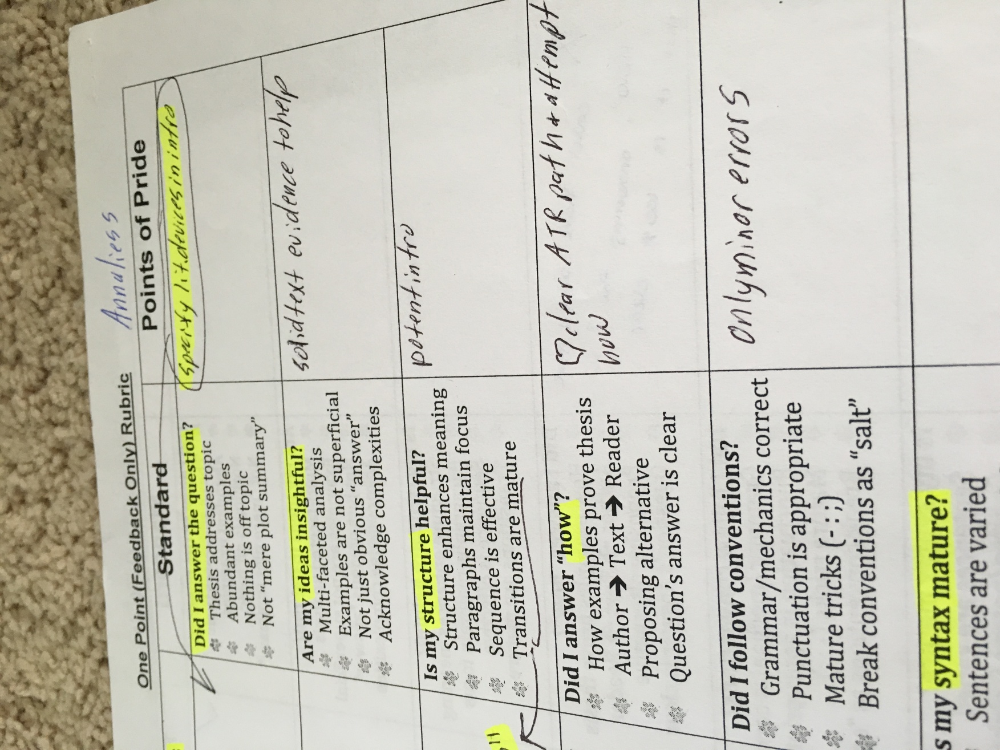 Annaliess
One Point (Feedback Only) Rubric
Standard
Points of Pride
Did I answer the question?
Thesis addresses topic
Abundant examples
Nothing is off topic
Not “mere plot summary”
specify lit. devices in intro
Are my ideas insightful?
Multi-faceted analysis
Examples are not superficial
Not just obvious “answer”
Acknowledge complexities
solid text evidence to help
Is my structure helpful?
Structure enhances meaning
Paragraphs maintain focus
Sequence is effective
Transitions are mature
potent intro
Did I answer “how”?
How examples prove thesis
Author → Text → Reader
Proposing alternative
Question’s answer is clear
clear ATR path + attempt
how
Did I follow conventions?
Grammar/mechanics correct
Punctuation is appropriate
Mature tricks (- : ;)
Break conventions as “salt”
Only minor errors
s my syntax mature?
Sentences are varied